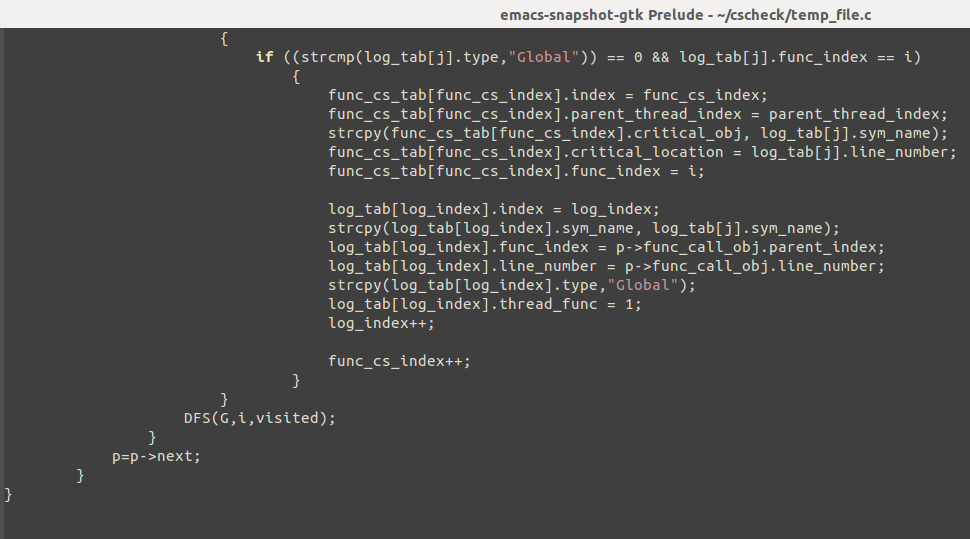 emacs-snapshot-gtk Prelude - ~/cscheck/temp_file.c
{
if ((strcmp(log_tab[j].type,"Global")) == 0 && log_tab[j].func_index == i)
{
func_cs_tab[func_cs_index].index = func_cs_index;
func_cs_tab[func_cs_index].parent_thread_index = parent_thread_index;
strcpy(func_cs_tab[func_cs_index].critical_obj, log_tab[j].sym_name);
func_cs_tab[func_cs_index].critical_location = log_tab[j].line_number;
func_cs_tab[func_cs_index].func_index = i;
log_tab[log_index].index = log_index;
strcpy(log_tab[log_index].sym_name, log_tab[j].sym_name);
log_tab[log_index].func_index = p->func_call_obj.parent_index;
log_tab[log_index].line_number = p->func_call_obj.line_number;
strcpy(log_tab[log_index].type,"Global");
log_tab[log_index].thread_func = 1;
log_index++;
func_cs_index++;
}
}
DFS(G,i,visited);
}
p=p->next;
}
}